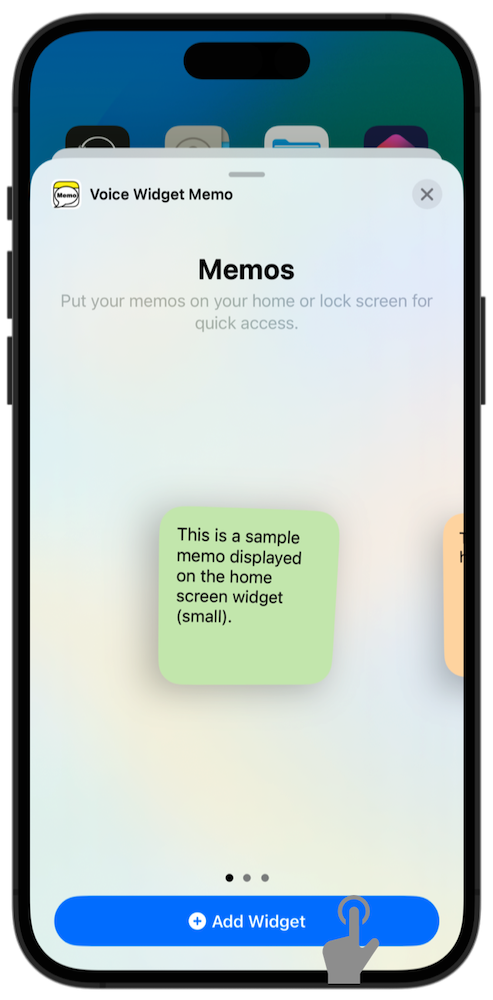 Memo
Voice Widget Memo
Memos
Put your memos on your home or lock screen for
quick access.
This is a sample
memo displayed
on the home
screen widget
(small).
Add Widget